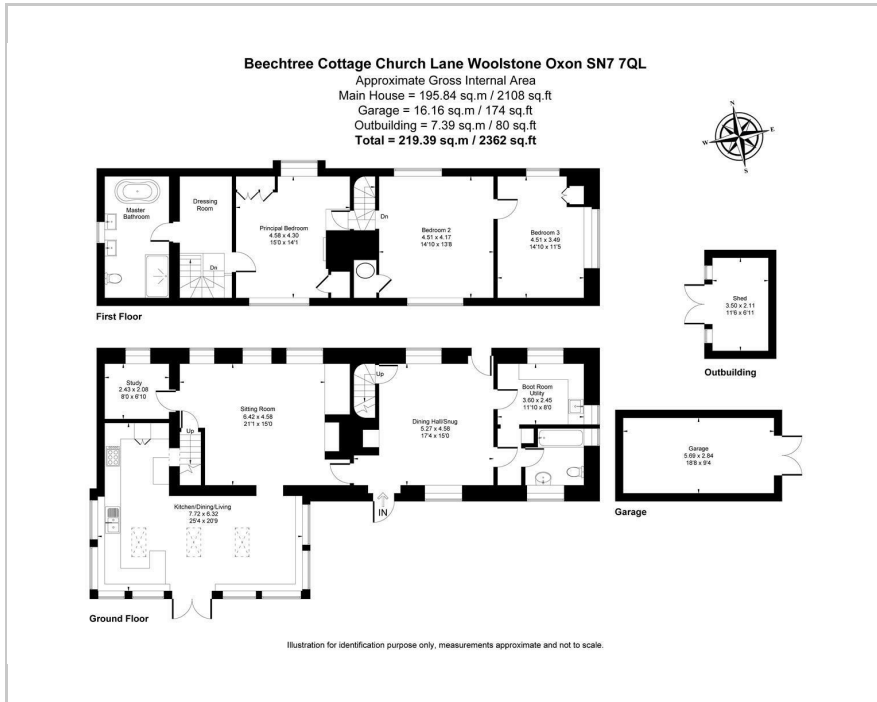 Beechtree Cottage Church Lane Woolstone Oxon SN7 7QL
Approximate Gross Internal Area
Main House = 195.84 sq.m / 2108 sq.ft
Garage = 16.16 sq.m / 174 sq.ft
Outbuilding = 7.39 sq.m / 80 sq.ft
Total = 219.39 sq.m / 2362 sq.ft
N
E
S
W
Master
Bathroom
Dressing
Room
Dn
Principal Bedroom
4.58 x 4.30
15'0 x 14'1
Dn
Bedroom 2
4.51 x 4.17
14'10 x 13'8
Bedroom 3
4.51 x 3.49
14'10 x 11'5
First Floor
Shed
3.50 x 2.11
11'6 x 6'11
Outbuilding
Study
2.43 x 2.08
8'0 x 6'10
Up
Sitting Room
6.42 x 4.58
21'1 x 15'0
Up
Dining Hall/Snug
5.27 x 4.58
17'4 x 15'0
Boot Room
Utility
3.60 x 2.45
11'10 x 8'0
IN
Kitchen/Dining/Living
7.72 x 6.32
25'4 x 20'9
Ground Floor
Garage
5.69 x 2.84
18'8 x 9'4
Garage
Illustration for identification purpose only, measurements approximate and not to scale.